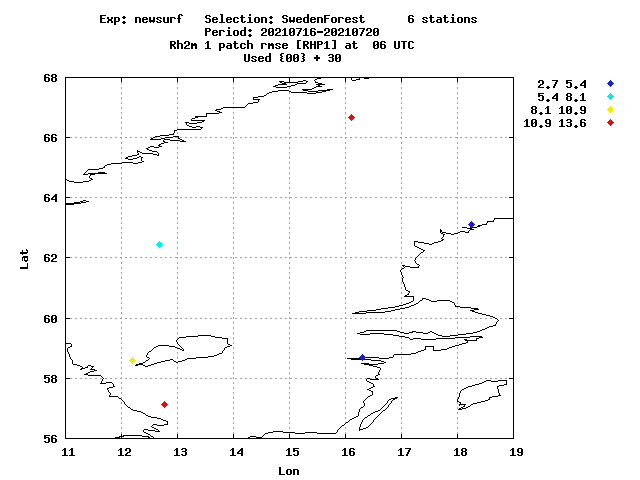 Exp: newsurf   Selection: SwedenForest      6 stations
Period: 20210716-20210720
Rh2m 1 patch rmse [RHP1] at  06 UTC
Used {00} + 30
2.7 5.4
5.4 8.1
8.1 10.9
10.9 13.6
68
66
64
62
60
58
56
Lat
11 12 13 14 15 16 17 18 19
Lon